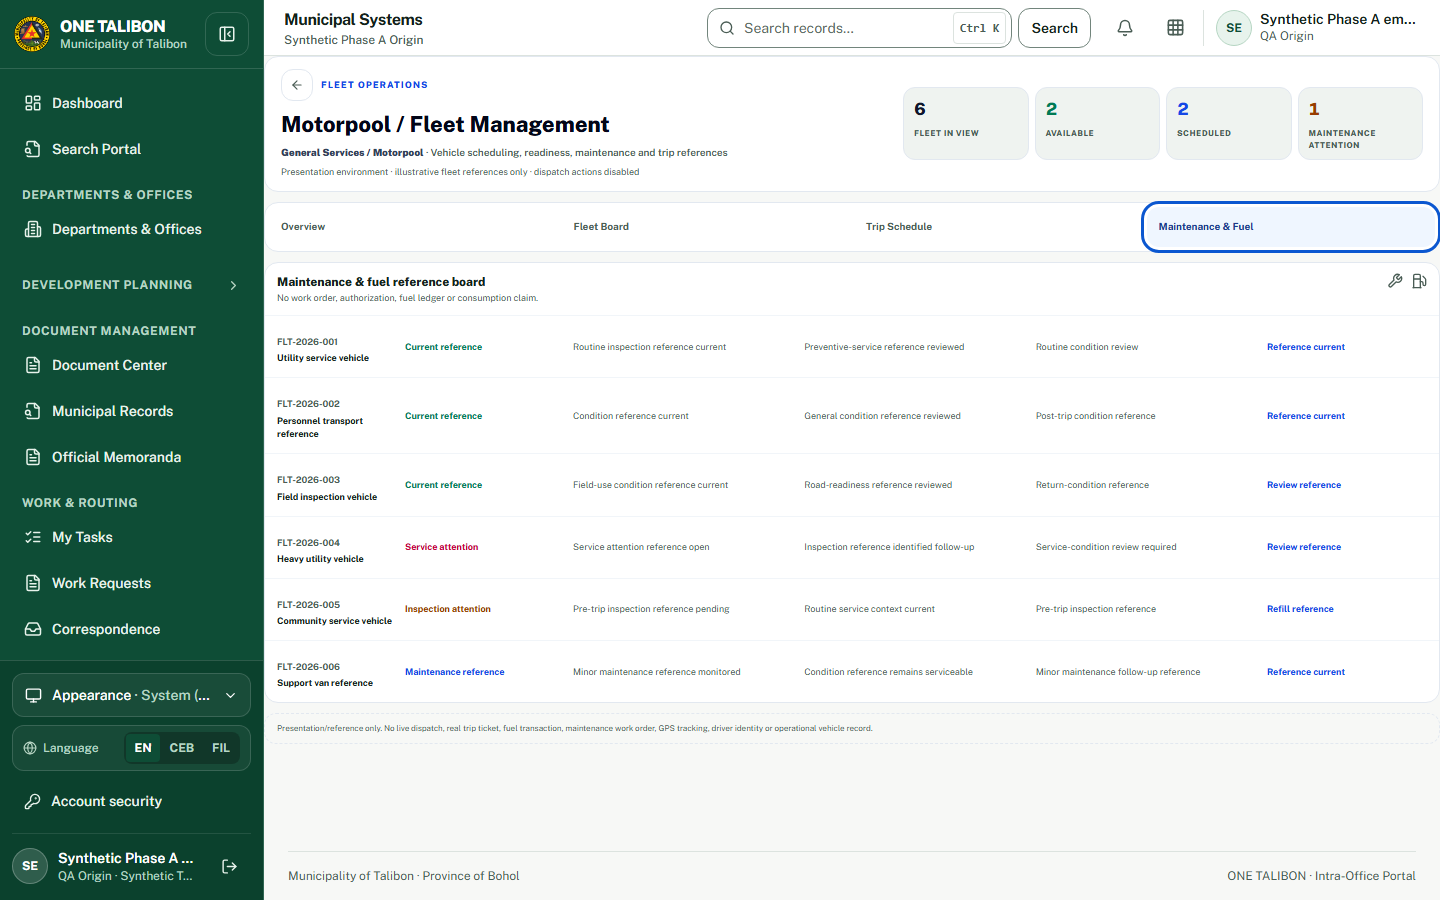 ONE TALIBON
Municipality of Talibon
Dashboard
Search Portal
DEPARTMENTS & OFFICES
Departments & Offices
DEVELOPMENT PLANNING
DOCUMENT MANAGEMENT
Document Center
Municipal Records
Official Memoranda
WORK & ROUTING
My Tasks
Work Requests
Correspondence
Appearance · System (...
Language EN CEB FIL
Account security
SE Synthetic Phase A ...
QA Origin · Synthetic T...
Municipal Systems
Synthetic Phase A Origin
Search records... Ctrl K Search
SE Synthetic Phase A em...
QA Origin
FLEET OPERATIONS
Motorpool / Fleet Management
General Services / Motorpool · Vehicle scheduling, readiness, maintenance and trip references
Presentation environment · illustrative fleet references only · dispatch actions disabled
6 FLEET IN VIEW
2 AVAILABLE
2 SCHEDULED
1 MAINTENANCE ATTENTION
Overview Fleet Board Trip Schedule Maintenance & Fuel
Maintenance & fuel reference board
No work order, authorization, fuel ledger or consumption claim.
FLT-2026-001
Utility service vehicle
Current reference Routine inspection reference current Preventive-service reference reviewed Routine condition review Reference current
FLT-2026-002
Personnel transport reference
Current reference Condition reference current General condition reference reviewed Post-trip condition reference Reference current
FLT-2026-003
Field inspection vehicle
Current reference Field-use condition reference current Road-readiness reference reviewed Return-condition reference Review reference
FLT-2026-004
Heavy utility vehicle
Service attention Service attention reference open Inspection reference identified follow-up Service-condition review required Review reference
FLT-2026-005
Community service vehicle
Inspection attention Pre-trip inspection reference pending Routine service context current Pre-trip inspection reference Refill reference
FLT-2026-006
Support van reference
Maintenance reference Minor maintenance reference monitored Condition reference remains serviceable Minor maintenance follow-up reference Reference current
Presentation/reference only. No live dispatch, real trip ticket, fuel transaction, maintenance work order, GPS tracking, driver identity or operational vehicle record.
Municipality of Talibon · Province of Bohol
ONE TALIBON · Intra-Office Portal